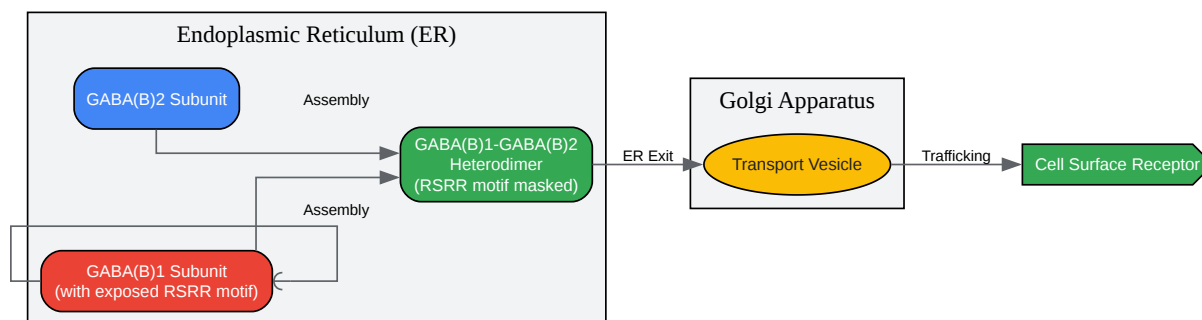 Endoplasmic Reticulum (ER)
GABA(B)2 Subunit
Assembly
GABA(B)1-GABA(B)2
Heterodimer
(RSRR motif masked)
Assembly
GABA(B)1 Subunit
(with exposed RSRR motif)
ER Exit
Golgi Apparatus
Transport Vesicle
Trafficking
Cell Surface Receptor